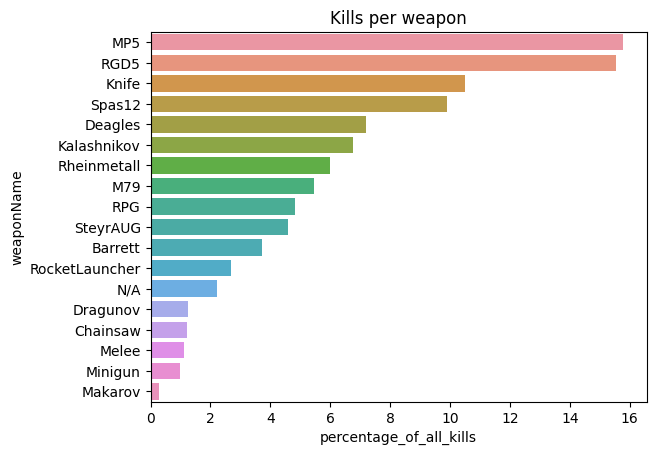 Kills per weapon
weaponName
MP5
RGD5
Knife
Spas12
Deagles
Kalashnikov
Rheinmetall
M79
RPG
SteyrAUG
Barrett
RocketLauncher
N/A
Dragunov
Chainsaw
Melee
Minigun
Makarov
0 2 4 6 8 10 12 14 16
percentage_of_all_kills